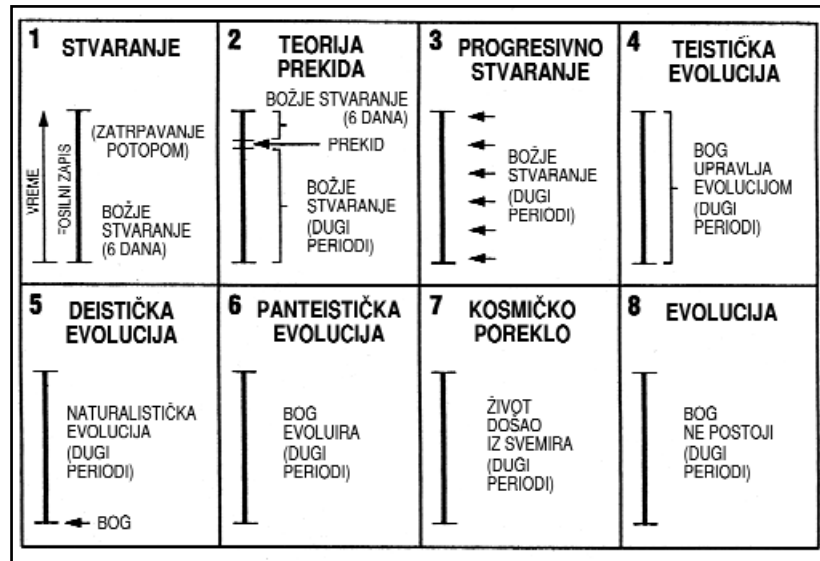 1 STVARANJE
VREME
FOSILNI ZAPIS
(ZATRPAVANJE
POTOPOM)
BOŽJE
STVARANJE
(6 DANA)
2 TEORIJA
PREKIDA
BOŽJE STVARANJE
(6 DANA)
PREKID
BOŽJE
STVARANJE
(DUGI
PERIODI)
3 PROGRESIVNO
STVARANJE
BOŽJE
STVARANJE
(DUGI
PERIODI)
4 TEISTIČKA
EVOLUCIJA
BOG
UPRAVLJA
EVOLUCIJOM
(DUGI
PERIODI)
5 DEISTIČKA
EVOLUCIJA
NATURALISTIČKA
EVOLUCIJA
(DUGI
PERIODI)
BOG
6 PANTEISTIČKA
EVOLUCIJA
BOG
EVOLUIRA
(DUGI
PERIODI)
7 KOSMIČKO
POREKLO
ŽIVOT
DOŠAO
IZ SVEMIRA
(DUGI
PERIODI)
8 EVOLUCIJA
BOG
NE POSTOJI
(DUGI
PERIODI)